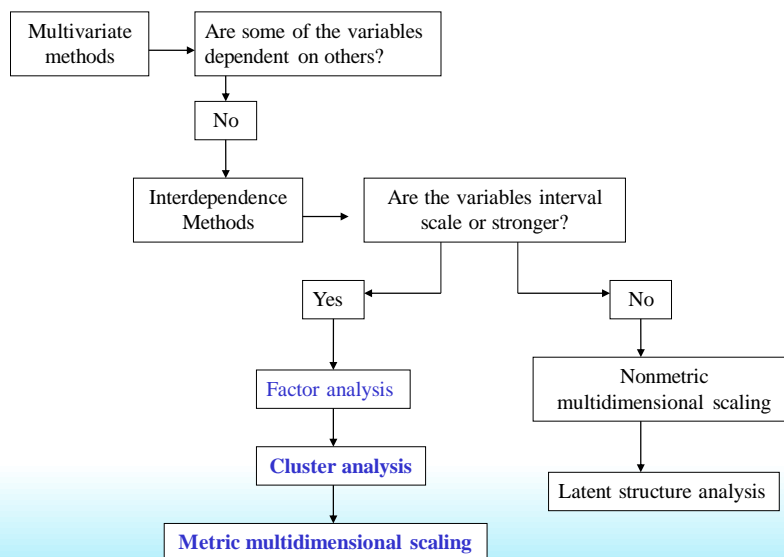 Multivariate
methods
Are some of the variables
dependent on others?
No
Interdependence
Methods
Are the variables interval
scale or stronger?
Yes
No
Factor analysis
Nonmetric
multidimensional scaling
Cluster analysis
Latent structure analysis
Metric multidimensional scaling